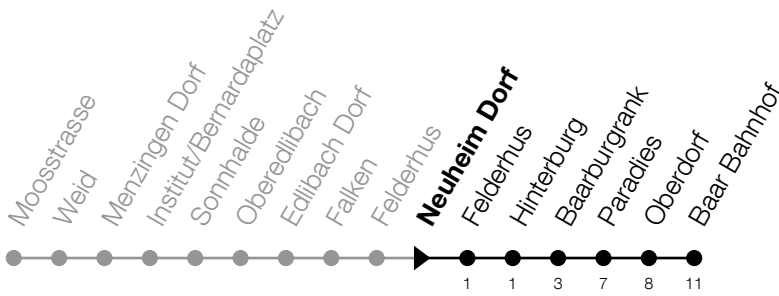 Moosstrasse
Weid
Menzingen Dorf
Institut/Bernardaplatz
Sonnhalde
Oberedlibach
Edlibach Dorf
Falken
Felderhus
Neuheim Dorf
Felderhus
Hinterburg
Baarburgrank
Paradies
Oberdorf
Baar Bahnhof
1 1 3 7 8 11